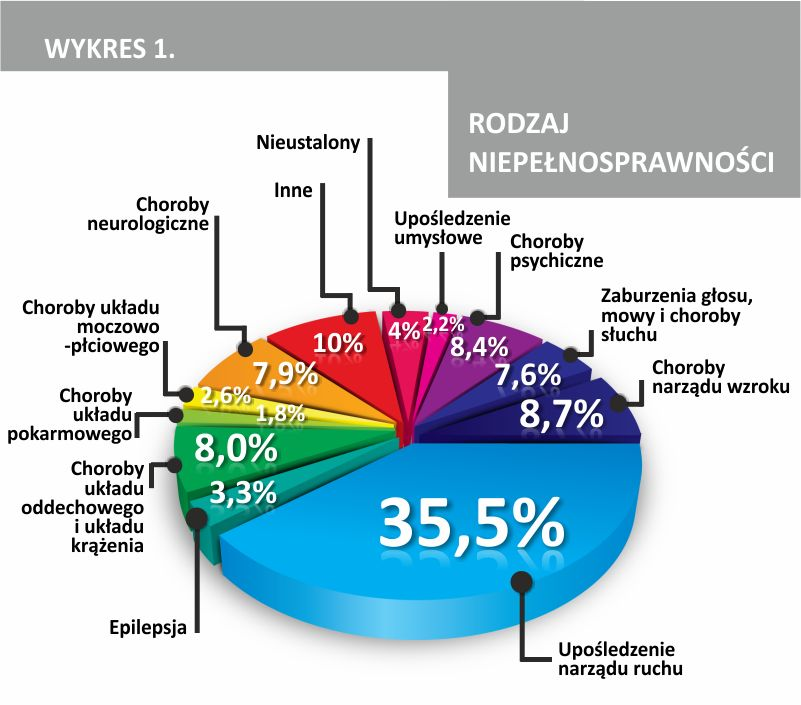 WYKRES 1.
RODZAJ
NIEPEŁNOSPRAWNOŚCI
Nieustalony
Inne
Choroby
neurologiczne
Upośledzenie
umysłowe
Choroby
psychiczne
Zaburzenia głosu,
mowy i choroby
słuchu
Choroby
narządu wzroku
Choroby układu
moczowo
-płciowego
Choroby
układu
pokarmowego
Choroby
układu
oddechowego
i układu
krążenia
Epilepsja
Upośledzenie
narządu ruchu
10%
4%
2,2%
8,4%
7,9%
7,6%
2,6%
1,8%
8,7%
8,0%
3,3%
35,5%